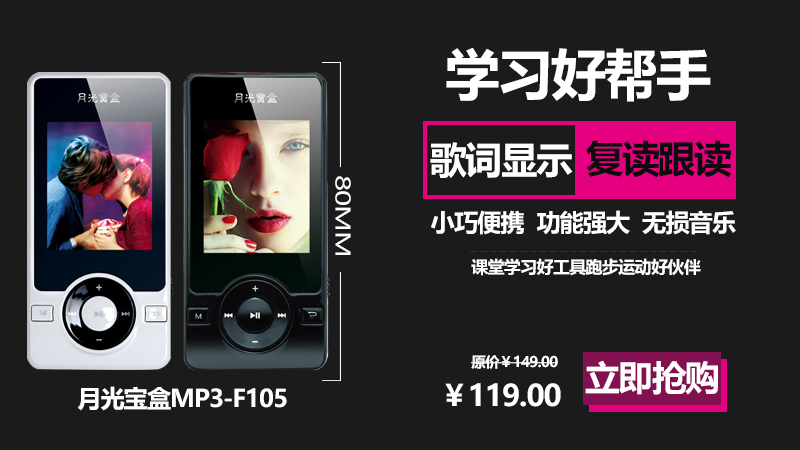 学习好帮手
歌词显示 复读跟读
小巧便携 功能强大 无损音乐
课堂学习好工具跑步运动好伙伴
原价￥149.00
￥119.00 立即抢购
月光宝盒 月光宝盒
80MM
M
M
月光宝盒MP3-F105